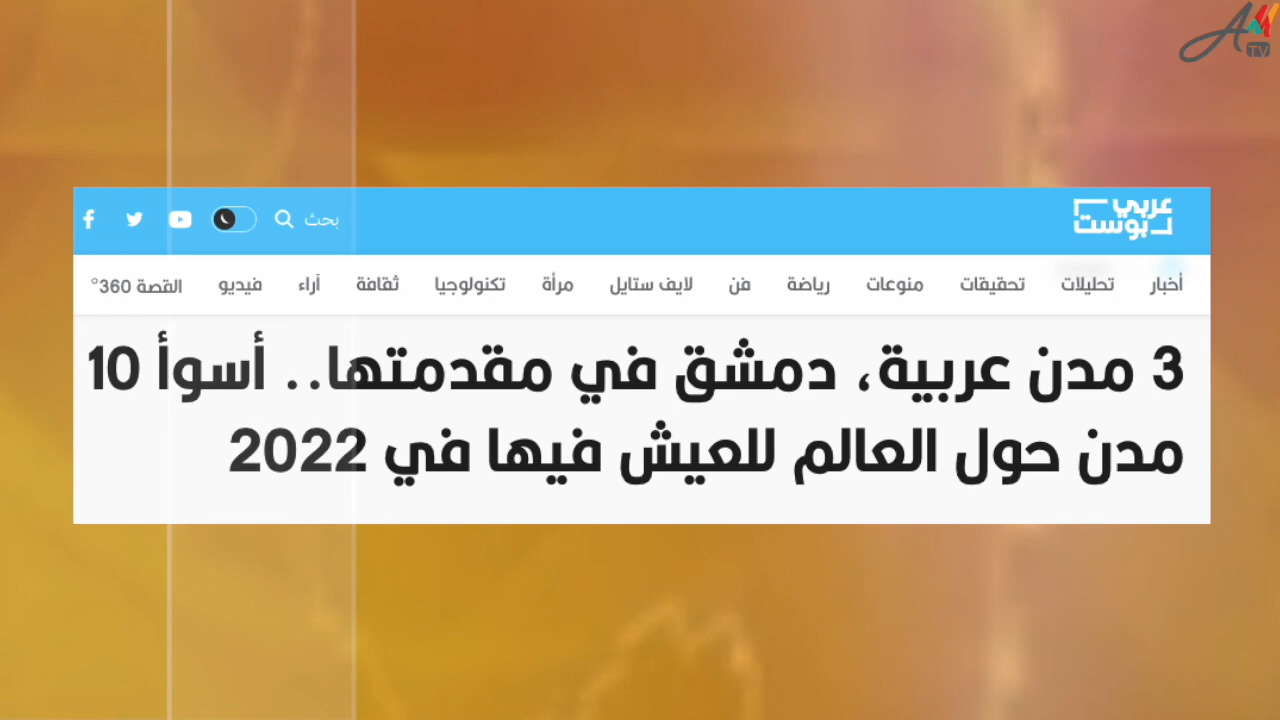 A TV
عربي
بوست
بحث
أخبار تحليلات تحقيقات منوعات رياضة فن لايف ستايل مرأة تكنولوجيا ثقافة آراء فيديو القصة 360°
3 مدن عربية، دمشق في مقدمتها.. أسوأ 10
مدن حول العالم للعيش فيها في 2022